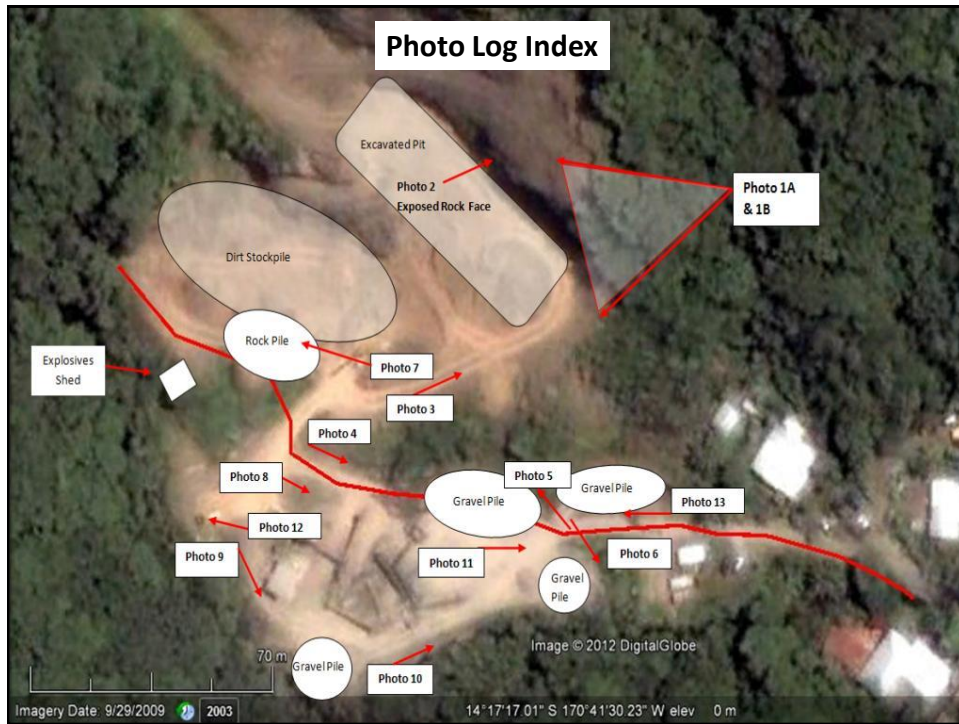 Photo Log Index
Excavated Pit
Photo 2
Exposed Rock Face
Photo 1A
& 1B
Dirt Stockpile
Rock Pile
Explosives
Shed
Photo 7
Photo 3
Photo 4
Photo 8
Gravel Pile
Photo 5
Gravel Pile
Photo 13
Photo 12
Photo 9
Photo 11
Photo 6
Gravel
Pile
Gravel Pile
Photo 10
70 m
Image © 2012 DigitalGlobe
Imagery Date: 9/29/2009
2003
14°17'17.01" S 170°41'30.23" W elev 0 m